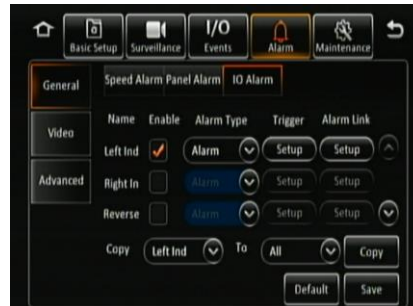 Basic Setup
Surveillance
I/O
Events
Alarm
Maintenance
General
Speed Alarm Panel Alarm IO Alarm
Name Enable Alarm Type Trigger Alarm Link
Video
Left Ind Alarm Setup Setup
Advanced
Right In Alarm Setup Setup
Reverse Alarm Setup Setup
Copy Left Ind To All Copy
Default Save